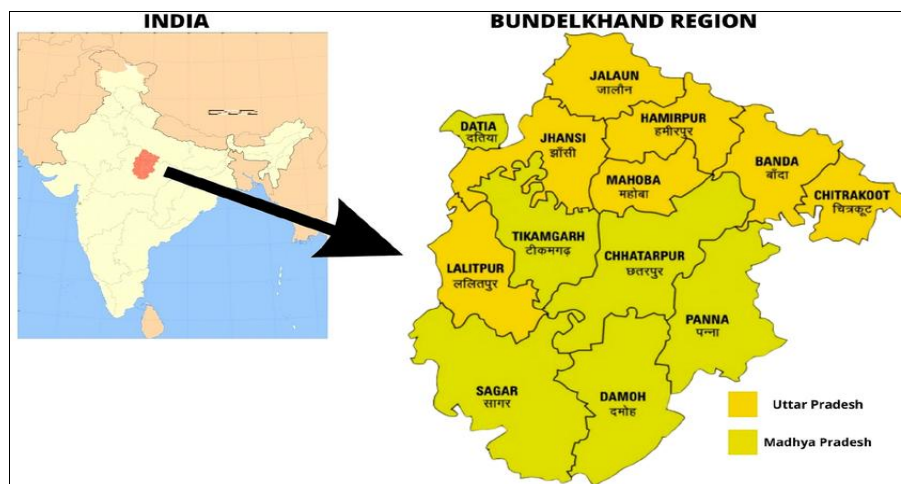 INDIA
BUNDELKHAND REGION
JALAUN
जालौन
DATIA
दतिया
JHANSI
झाँसी
HAMIRPUR
हमीरपुर
MAHOBA
महोबा
BANDA
बाँदा
CHITRAKOOT
चित्रकूट
TIKAMGARH
टीकमगढ़
CHHATARPUR
छतरपुर
LALITPUR
ललितपुर
PANNA
पन्ना
SAGAR
सागर
DAMOH
दमोह
Uttar Pradesh
Madhya Pradesh